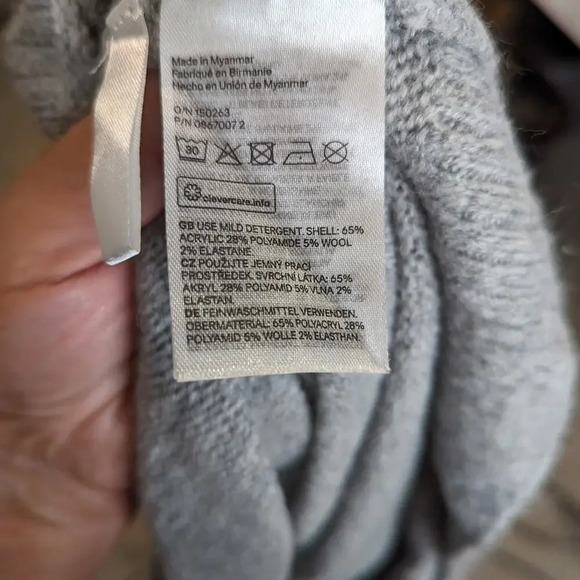 Made in Myanmar
Fabriqué en Birmanie
Hecho en Unión de Myanmar
O/N 150263
P/N 0867007 2
30
clevercare.info
GB USE MILD DETERGENT. SHELL: 65%
ACRYLIC 28% POLYAMIDE 5% WOOL
2% ELASTANE.
CZ POUŽIJTE JEMNÝ PRACÍ
PROSTŘEDEK. SVRCHNÍ LÁTKA: 65%
AKRYL 28% POLYAMID 5% VLNA 2%
ELASTAN.
DE FEINWASCHMITTEL VERWENDEN.
OBERMATERIAL: 65% POLYACRYL 28%
POLYAMID 5% WOLLE 2% ELASTHAN.